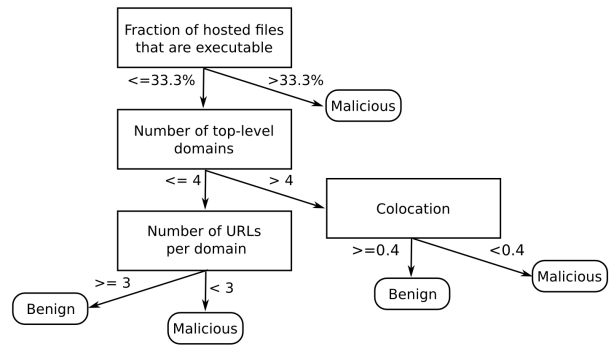 Fraction of hosted files
that are executable
<=33.3%
>33.3%
Malicious
Number of top-level
domains
<= 4
> 4
Colocation
Number of URLs
per domain
>=0.4
<0.4
>= 3
< 3
Malicious
Benign
Benign
Malicious